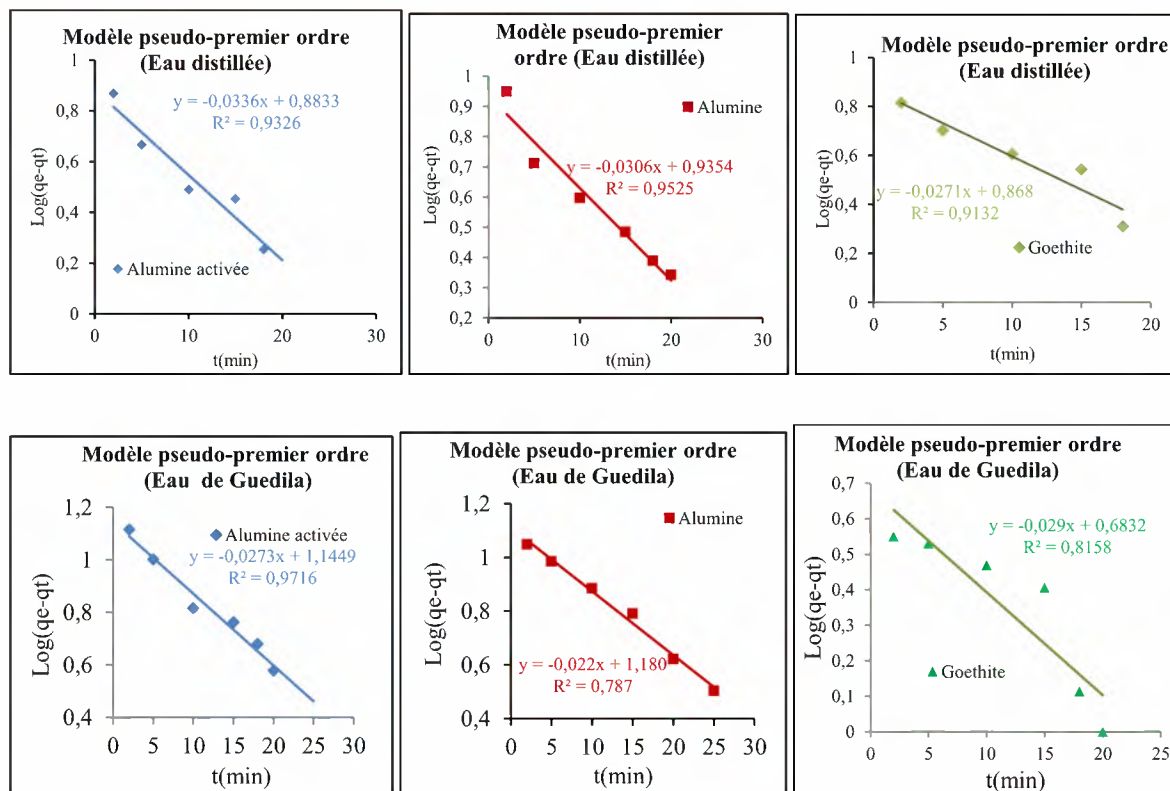 Modèle pseudo-premier ordre
(Eau distillée)
1
0,8
0,6
0,4
0,2
0
Log(qe-qt)
y = -0,0336x + 0,8833
R² = 0,9326
Alumine activée
0
10
20
30
t(min)
Modèle pseudo-premier
ordre (Eau distillée)
1
0,9
0,8
0,7
0,6
0,5
0,4
0,3
0,2
Log(qe-qt)
Alumine
y = -0,0306x + 0,9354
R² = 0,9525
0
10
20
30
t(min)
Modèle pseudo-premier ordre
(Eau distillée)
1
0,8
0,6
0,4
0,2
0
Log(qe-qt)
y = -0,0271x + 0,868
R² = 0,9132
Goethite
0
5
10
15
20
t(min)
Modèle pseudo-premier ordre
(Eau de Guedila)
1,2
1
0,8
0,6
0,4
Log(qe-qt)
Alumine activée
y = -0,0273x + 1,1449
R² = 0,9716
0
5
10
15
20
25
30
t(min)
Modèle pseudo-premier ordre
(Eau de Guedila)
1,2
1
0,8
0,6
0,4
Log(qe-qt)
Alumine
y = -0,022x + 1,180
R² = 0,787
0
5
10
15
20
25
30
t(min)
Modèle pseudo-premier ordre
(Eau de Guedila)
0,7
0,6
0,5
0,4
0,3
0,2
0,1
0
Log(qe-qt)
y = -0,029x + 0,6832
R² = 0,8158
Goethite
0
5
10
15
20
25
t(min)